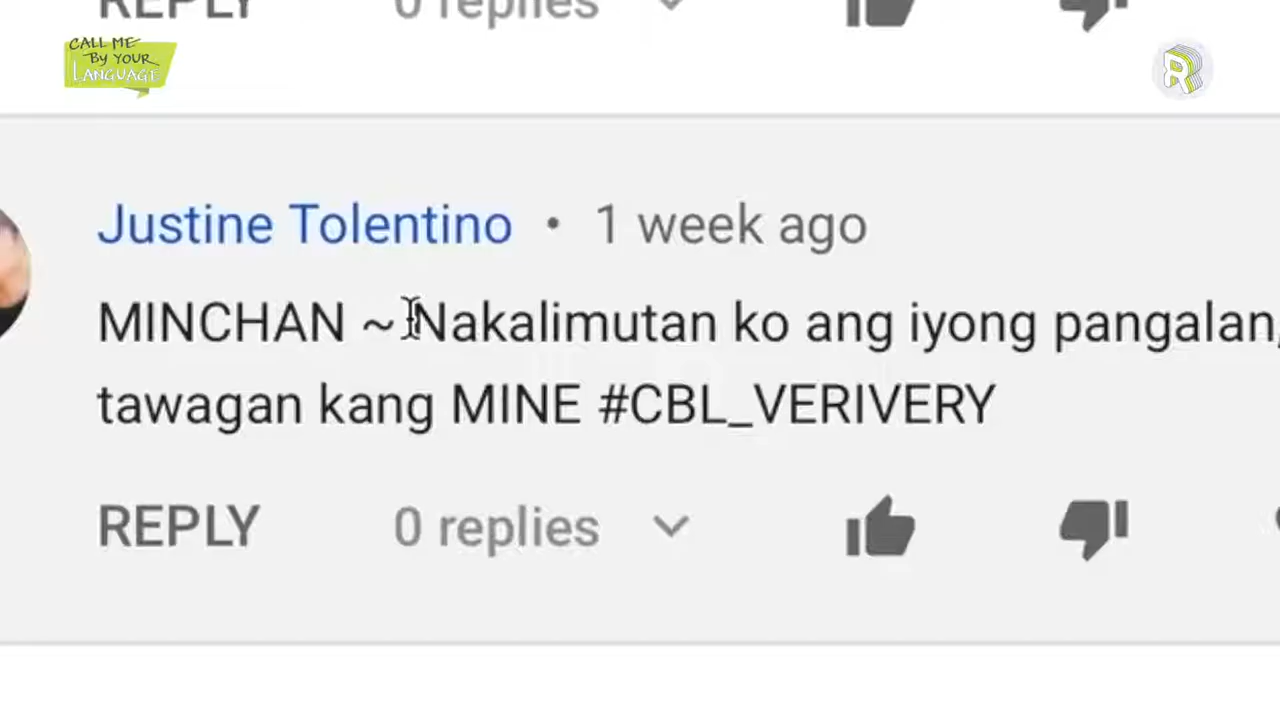 REPLY 0 replies
CALL ME
BY YOUR
LANGUAGE
R
Justine Tolentino • 1 week ago
MINCHAN ~ Nakalimutan ko ang iyong pangalan,
tawagan kang MINE #CBL_VERIVERY
REPLY 0 replies